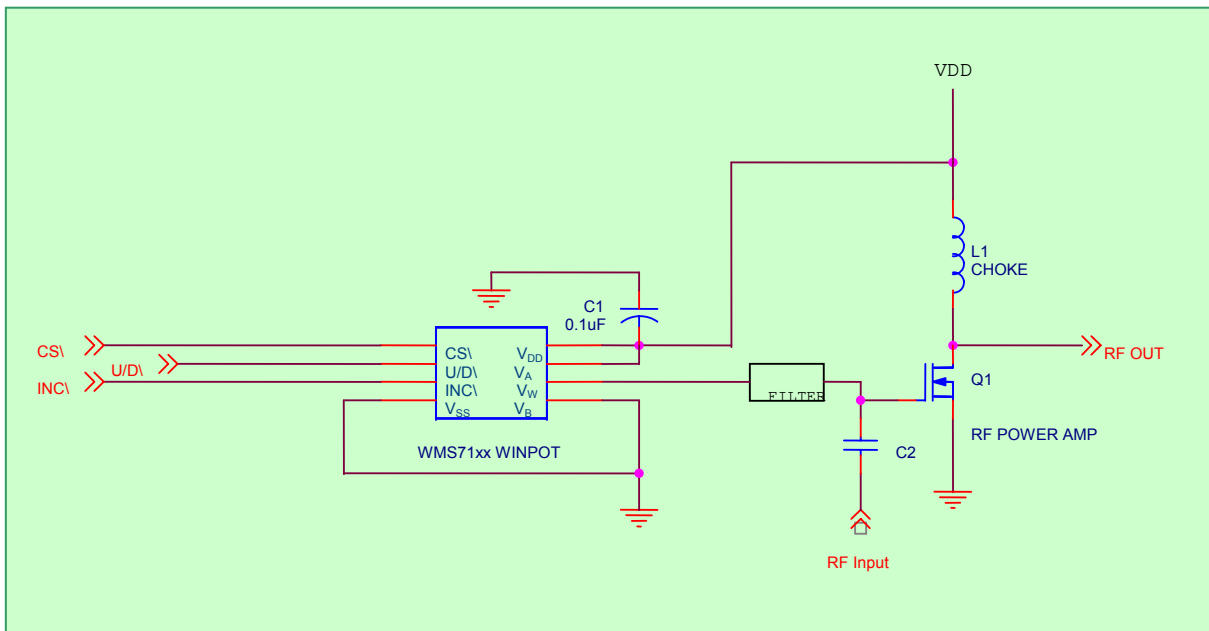 VDD
L1
CHOKE
C1
0.1uF
CS\
U/D\
INC\
CS\
U/D\
INC\
VSS
VDD
VA
VW
VB
RF OUT
FILTER
Q1
RF POWER AMP
WMS71xx WINPOT
C2
RF Input